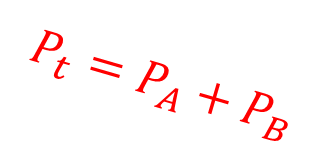 P_t = P_A + P_B